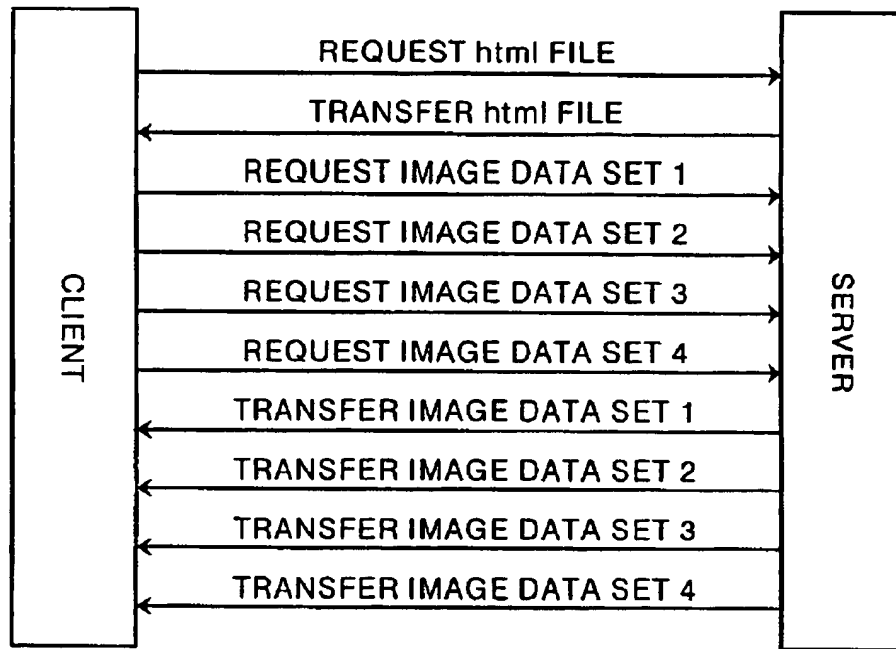 REQUEST html FILE
TRANSFER html FILE
REQUEST IMAGE DATA SET 1
REQUEST IMAGE DATA SET 2
REQUEST IMAGE DATA SET 3
REQUEST IMAGE DATA SET 4
TRANSFER IMAGE DATA SET 1
TRANSFER IMAGE DATA SET 2
TRANSFER IMAGE DATA SET 3
TRANSFER IMAGE DATA SET 4
CLIENT
SERVER